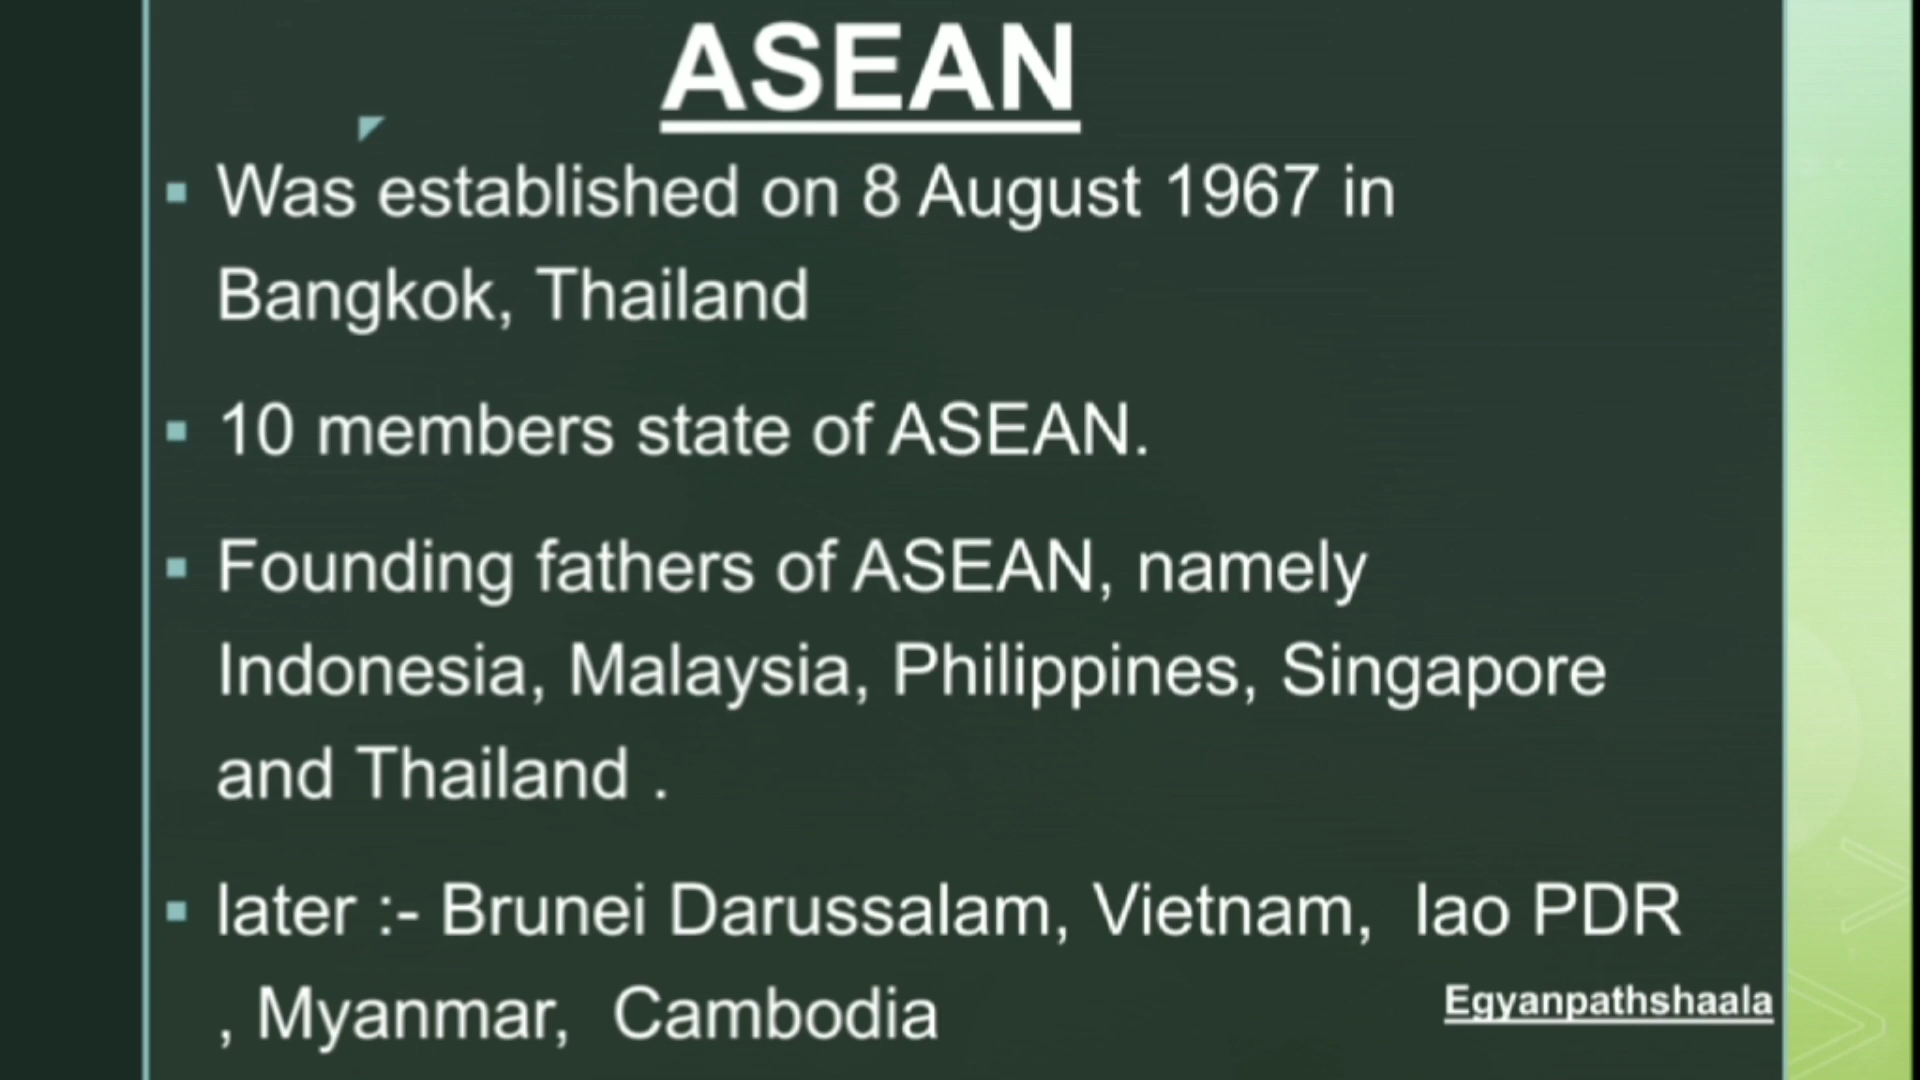 ASEAN
Was established on 8 August 1967 in
Bangkok, Thailand
10 members state of ASEAN.
Founding fathers of ASEAN, namely
Indonesia, Malaysia, Philippines, Singapore
and Thailand .
later :- Brunei Darussalam, Vietnam,  lao PDR
, Myanmar,  Cambodia
Egyanpathshaala